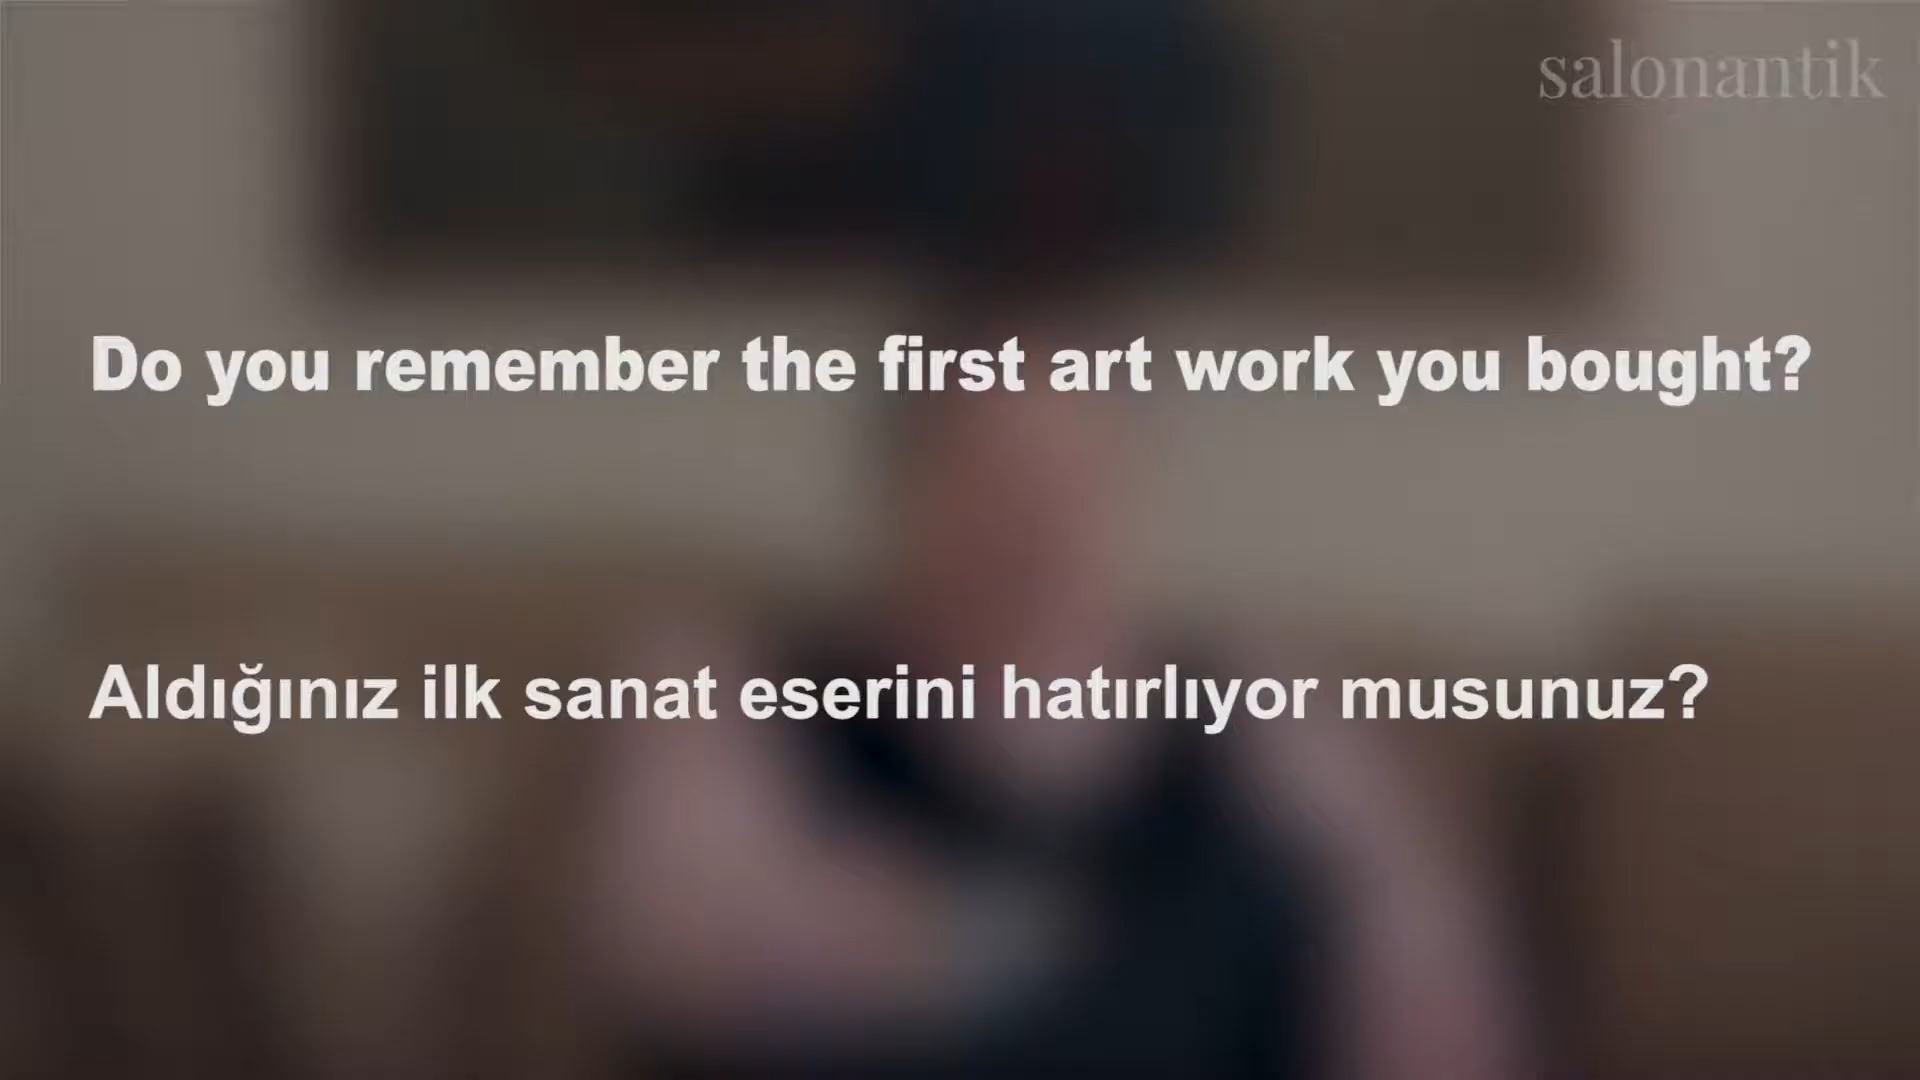 salonantik
Do you remember the first art work you bought?
Aldığınız ilk sanat eserini hatırlıyor musunuz?